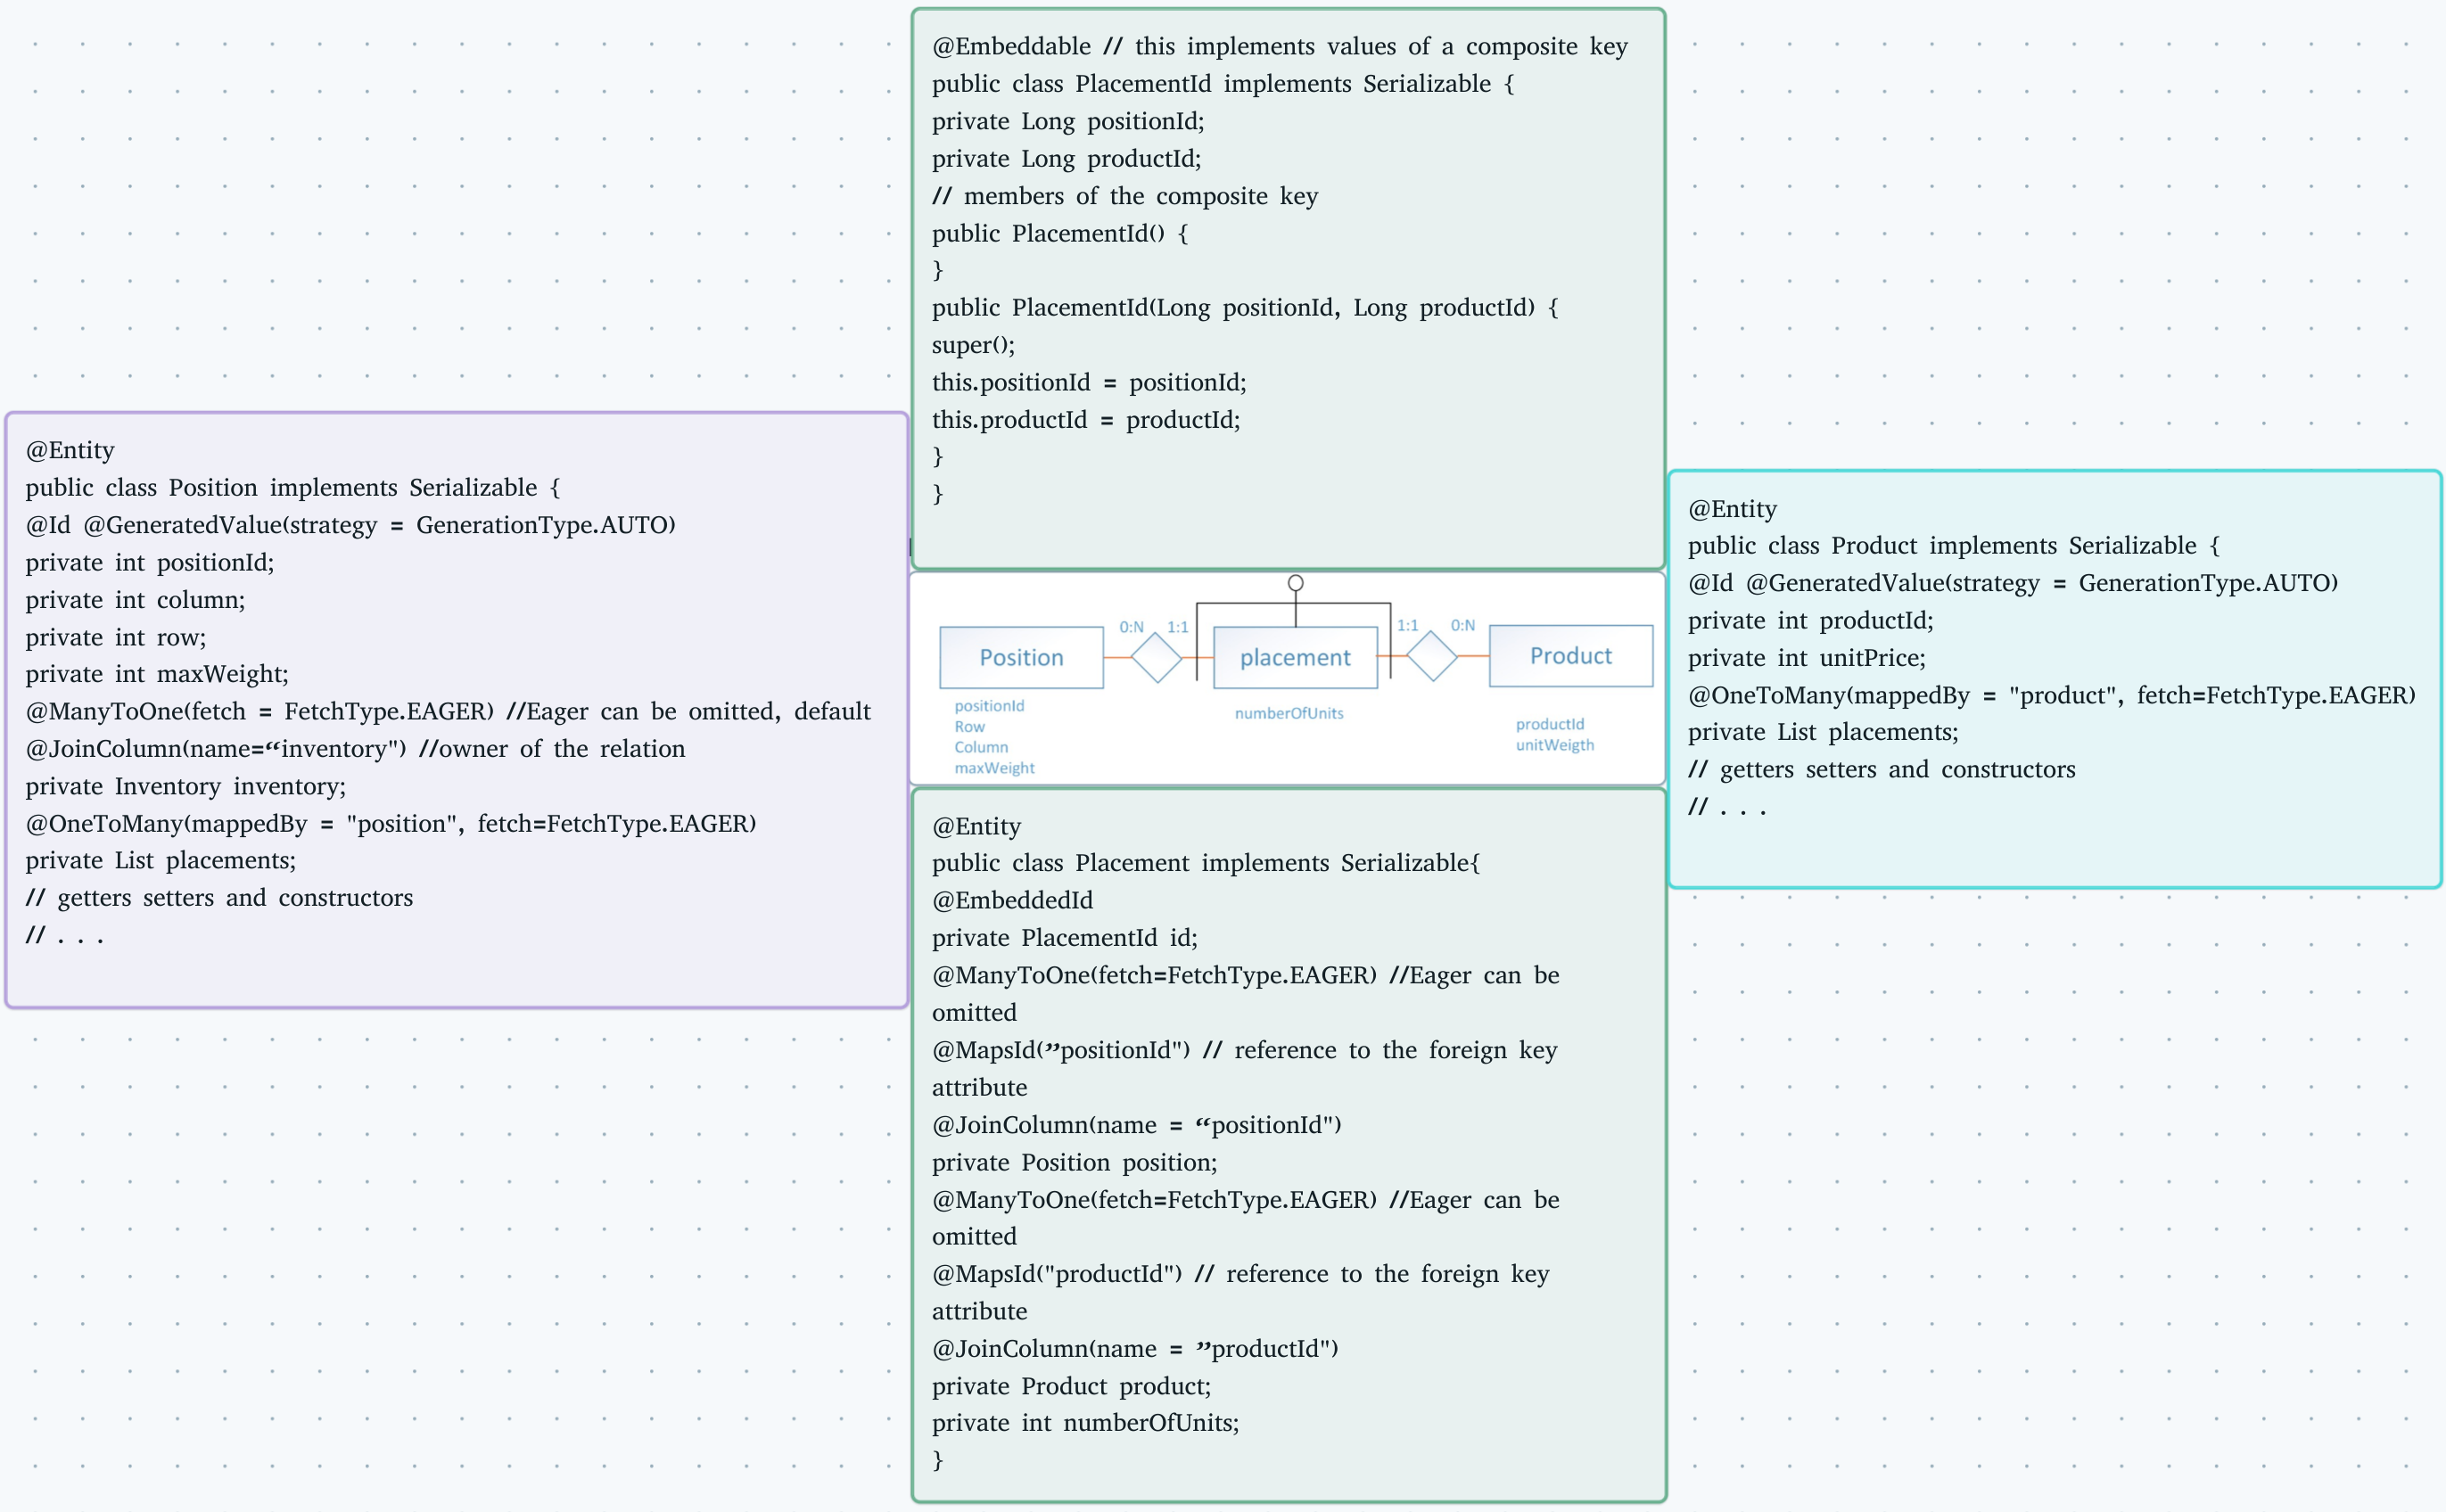 @Embeddable // this implements values of a composite key
public class PlacementId implements Serializable {
private Long positionId;
private Long productId;
// members of the composite key
public PlacementId() {
}
public PlacementId(Long positionId, Long productId) {
super();
this.positionId = positionId;
this.productId = productId;
}
}
@Entity
public class Position implements Serializable {
@Id @GeneratedValue(strategy = GenerationType.AUTO)
private int positionId;
private int column;
private int row;
private int maxWeight;
@ManyToOne(fetch = FetchType.EAGER) //Eager can be omitted, default
@JoinColumn(name=“inventory") //owner of the relation
private Inventory inventory;
@OneToMany(mappedBy = "position", fetch=FetchType.EAGER)
private List placements;
// getters setters and constructors
// . . .
0:N 1:1 1:1 0:N
Position placement Product
positionId
Row
Column
maxWeight
numberOfUnits
productId
unitWeigth
@Entity
public class Product implements Serializable {
@Id @GeneratedValue(strategy = GenerationType.AUTO)
private int productId;
private int unitPrice;
@OneToMany(mappedBy = "product", fetch=FetchType.EAGER)
private List placements;
// getters setters and constructors
// . . .
@Entity
public class Placement implements Serializable{
@EmbeddedId
private PlacementId id;
@ManyToOne(fetch=FetchType.EAGER) //Eager can be
omitted
@MapsId(”positionId") // reference to the foreign key
attribute
@JoinColumn(name = “positionId")
private Position position;
@ManyToOne(fetch=FetchType.EAGER) //Eager can be
omitted
@MapsId("productId") // reference to the foreign key
attribute
@JoinColumn(name = ”productId")
private Product product;
private int numberOfUnits;
}